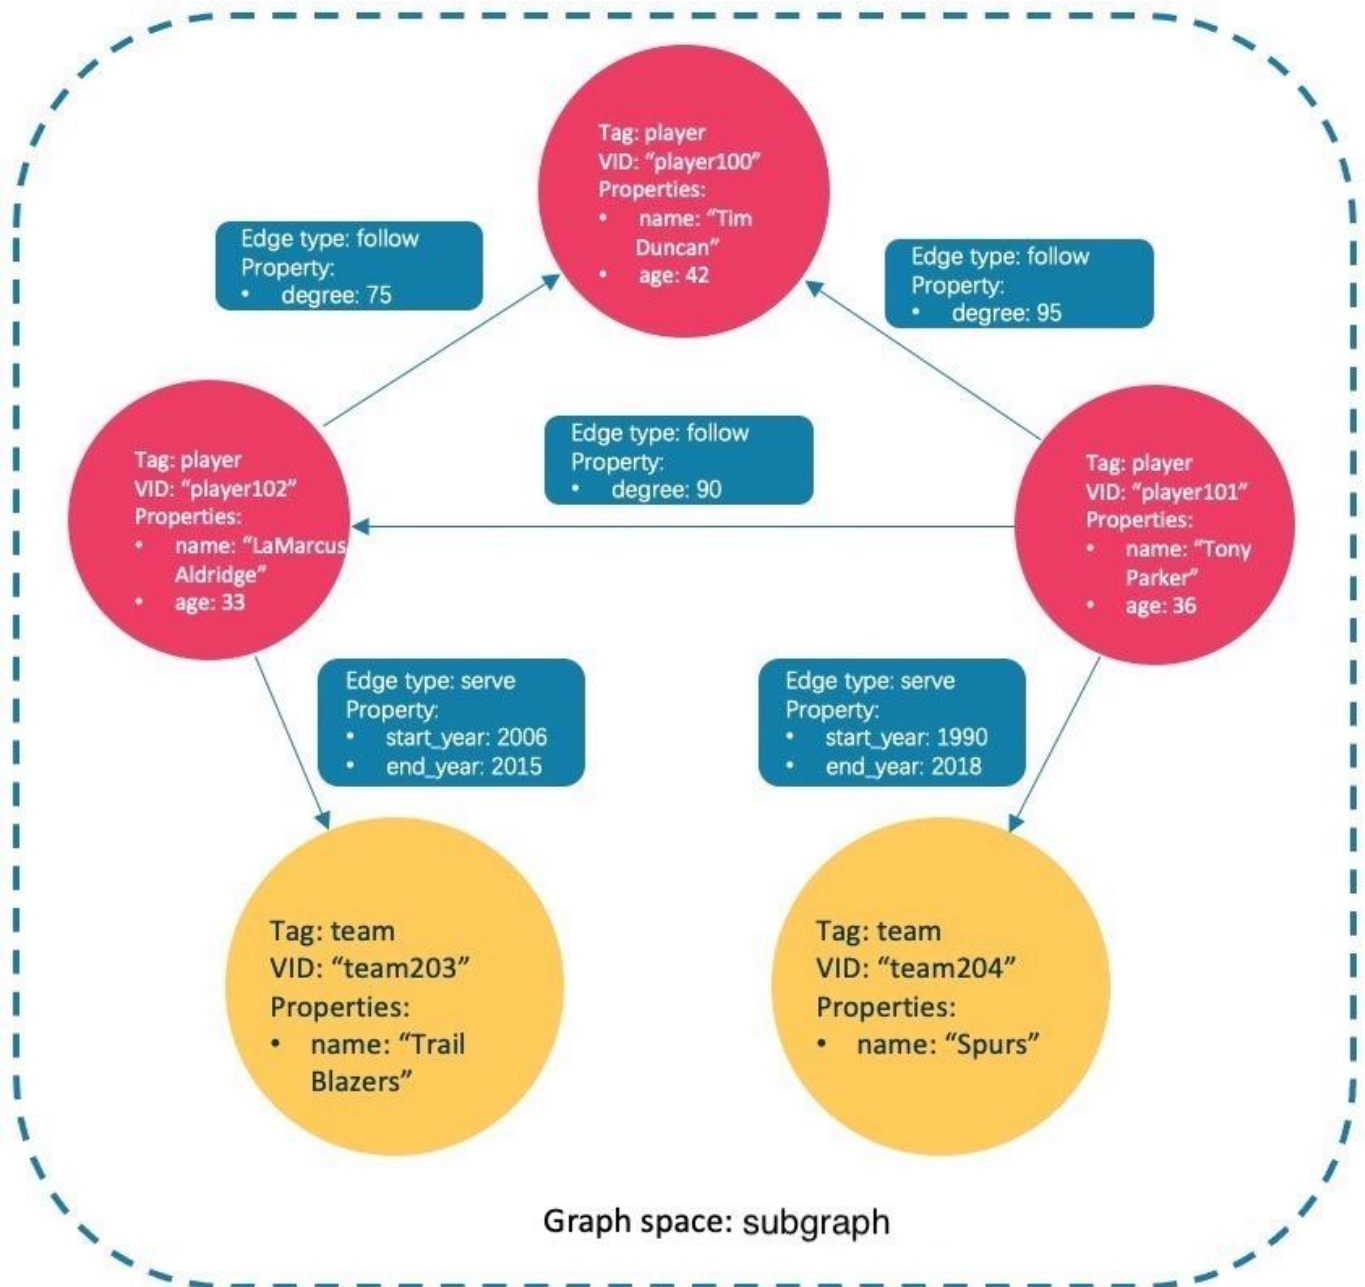 Tag: player
VID: “player100”
Properties:
• name: “Tim
Duncan”
• age: 42
Edge type: follow
Property:
• degree: 75
Edge type: follow
Property:
• degree: 95
Edge type: follow
Property:
• degree: 90
Tag: player
VID: “player102”
Properties:
• name: “LaMarcus
Aldridge”
• age: 33
Tag: player
VID: “player101”
Properties:
• name: “Tony
Parker”
• age: 36
Edge type: serve
Property:
• start_year: 2006
• end_year: 2015
Edge type: serve
Property:
• start_year: 1990
• end_year: 2018
Tag: team
VID: “team203”
Properties:
• name: “Trail
Blazers”
Tag: team
VID: “team204”
Properties:
• name: “Spurs”
Graph space: subgraph